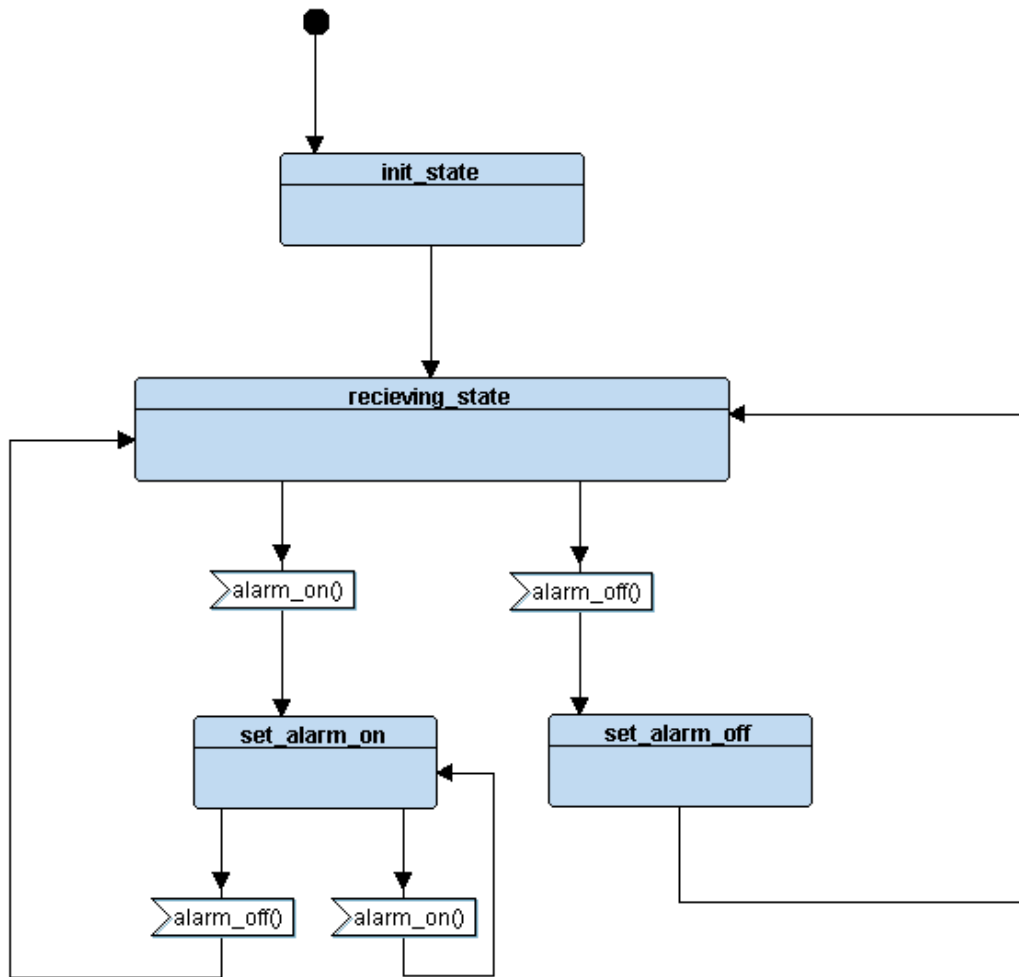 init_state
recieving_state
alarm_on()
alarm_off()
set_alarm_on
set_alarm_off
alarm_off()
alarm_on()